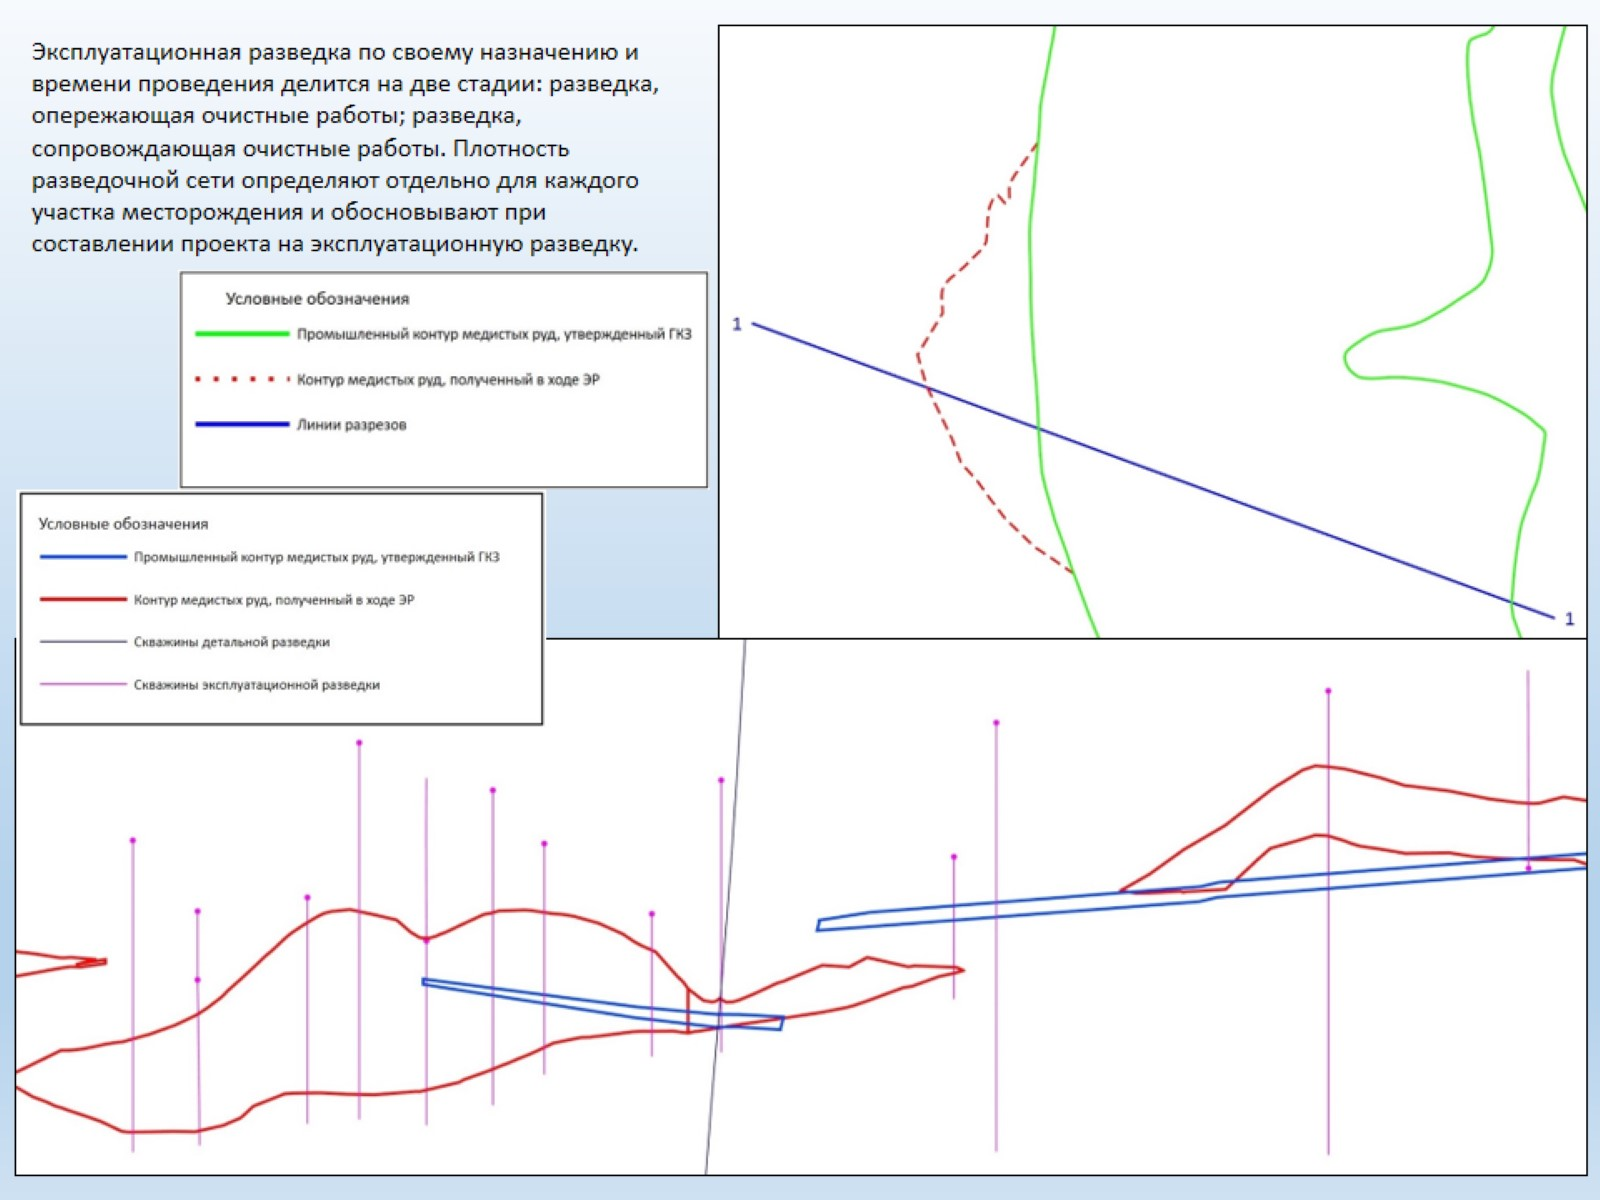 Эксплуатационная разведка по своему назначению и
времени проведения делится на две стадии: разведка,
опережающая очистные работы; разведка,
сопровождающая очистные работы. Плотность
разведочной сети определяют отдельно для каждого
участка месторождения и обосновывают при
составлении проекта на эксплуатационную разведку.
Условные обозначения
Промышленный контур медистых руд, утвержденный ГКЗ
Контур медистых руд, полученный в ходе ЭР
Линии разрезов
1
1
Условные обозначения
Промышленный контур медистых руд, утвержденный ГКЗ
Контур медистых руд, полученный в ходе ЭР
Скважины детальной разведки
Скважины эксплуатационной разведки